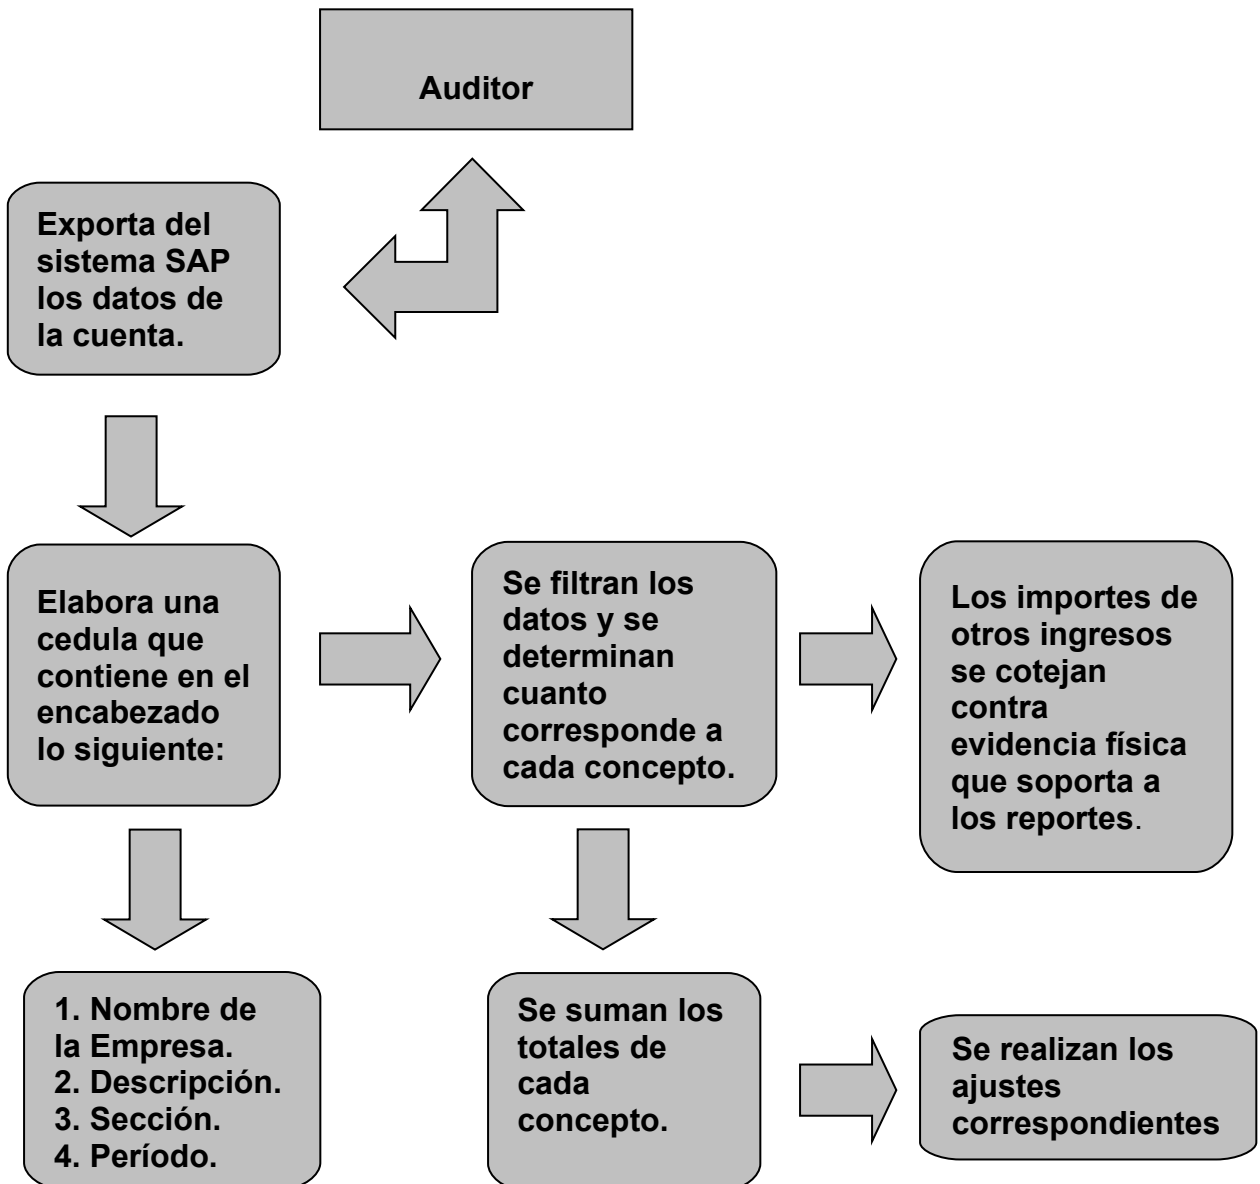 Auditor
Exporta del
sistema SAP
los datos de
la cuenta.
Elabora una
cedula que
contiene en el
encabezado
lo siguiente:
Se filtran los
datos y se
determinan
cuanto
corresponde a
cada concepto.
Los importes de
otros ingresos
se cotejan
contra
evidencia física
que soporta a
los reportes.
1. Nombre de
la Empresa.
2. Descripción.
3. Sección.
4. Período.
Se suman los
totales de
cada
concepto.
Se realizan los
ajustes
correspondientes